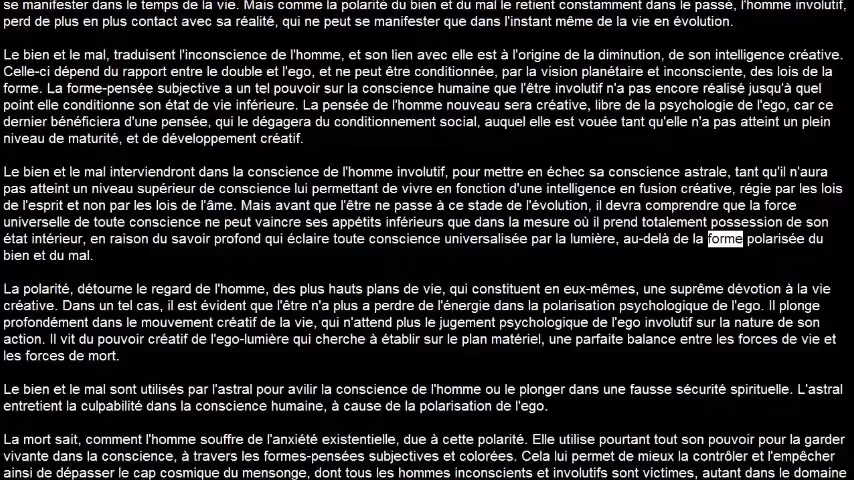 se manifester dans le temps de la vie. Mais comme la polarité du bien et du mal le retient constamment dans le passé, l'homme involutif,
perd de plus en plus contact avec sa réalité, qui ne peut se manifester que dans l'instant même de la vie en évolution.
Le bien et le mal, traduisent l'inconscience de l'homme, et son lien avec elle est à l'origine de la diminution, de son intelligence créative.
Celle-ci dépend du rapport entre le double et l'ego, et ne peut être conditionnée, par la vision planétaire et inconsciente, des lois de la
forme. La forme-pensée subjective a un tel pouvoir sur la conscience humaine que l'être involutif n'a pas encore réalisé jusqu'à quel
point elle conditionne son état de vie inférieure. La pensée de l'homme nouveau sera créative, libre de la psychologie de l'ego, car ce
dernier bénéficiera d'une pensée, qui le dégagera du conditionnement social, auquel elle est vouée tant qu'elle n'a pas atteint un plein
niveau de maturité, et de développement créatif.
Le bien et le mal interviendront dans la conscience de l'homme involutif, pour mettre en échec sa conscience astrale, tant qu'il n'aura
pas atteint un niveau supérieur de conscience lui permettant de vivre en fonction d'une intelligence en fusion créative, régie par les lois
de l'esprit et non par les lois de l'âme. Mais avant que l'être ne passe à ce stade de l'évolution, il devra comprendre que la force
universelle de toute conscience ne peut vaincre ses appétits inférieurs que dans la mesure où il prend totalement possession de son
état intérieur, en raison du savoir profond qui éclaire toute conscience universalisée par la lumière, au-delà de la forme polarisée du
bien et du mal.
La polarité, détourne le regard de l'homme, des plus hauts plans de vie, qui constituent en eux-mêmes, une suprême dévotion à la vie
créative. Dans un tel cas, il est évident que l'être n'a plus a perdre de l'énergie dans la polarisation psychologique de l'ego. Il plonge
profondément dans le mouvement créatif de la vie, qui n'attend plus le jugement psychologique de l'ego involutif sur la nature de son
action. Il vit du pouvoir créatif de l'ego-lumière qui cherche à établir sur le plan matériel, une parfaite balance entre les forces de vie et
les forces de mort.
Le bien et le mal sont utilisés par l'astral pour avilir la conscience de l'homme ou le plonger dans une fausse sécurité spirituelle. L'astral
entretient la culpabilité dans la conscience humaine, à cause de la polarisation de l'ego.
La mort sait, comment l'homme souffre de l'anxiété existentielle, due à cette polarité. Elle utilise pourtant tout son pouvoir pour la garder
vivante dans la conscience, à travers les formes-pensées subjectives et colorées. Cela lui permet de mieux la contrôler et l'empêcher
ainsi de dépasser le cap cosmique du mensonge, dont tous les hommes inconscients et involutifs sont victimes, autant dans le domaine